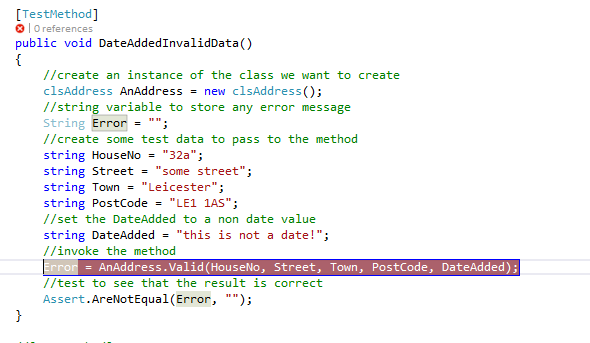 [TestMethod]
| 0 references
public void DateAddedInvalidData()
{
//create an instance of the class we want to create
clsAddress AnAddress = new clsAddress();
//string variable to store any error message
String Error = "";
//create some test data to pass to the method
string HouseNo = "32a";
string Street = "some street";
string Town = "Leicester";
string PostCode = "LE1 1AS";
//set the DateAdded to a non date value
string DateAdded = "this is not a date!";
//invoke the method
Error = AnAddress.Valid(HouseNo, Street, Town, PostCode, DateAdded);
//test to see that the result is correct
Assert.AreNotEqual(Error, "");
}